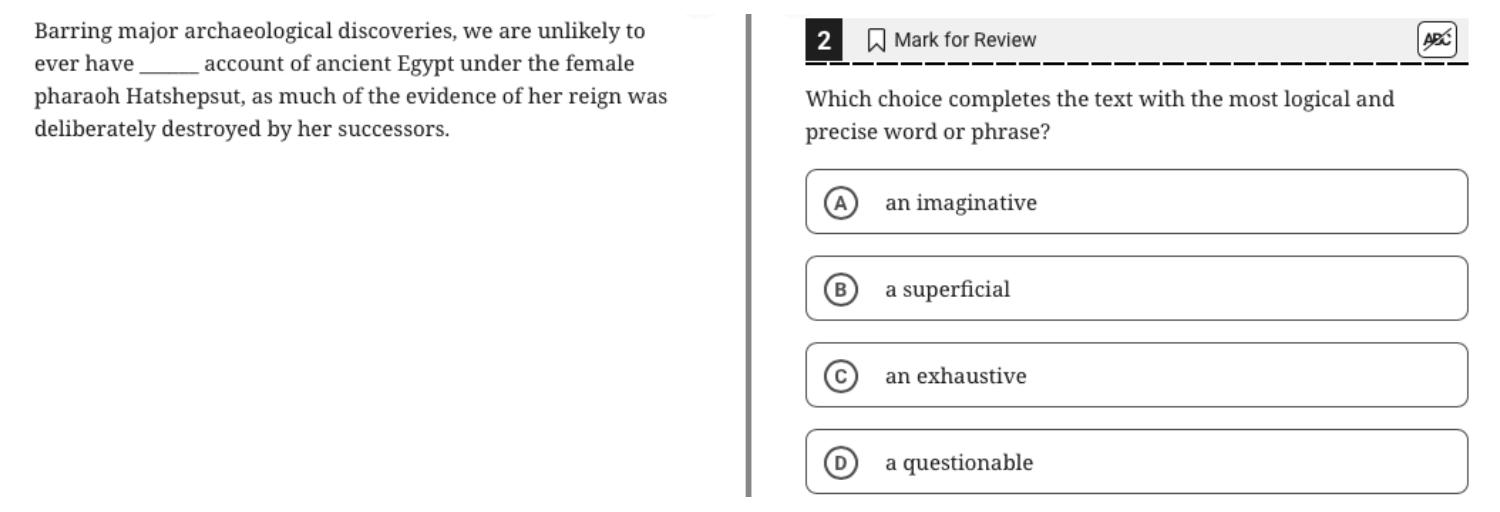 Barring major archaeological discoveries, we are unlikely to
ever have ______ account of ancient Egypt under the female
pharaoh Hatshepsut, as much of the evidence of her reign was
deliberately destroyed by her successors.
2 Mark for Review ABC
Which choice completes the text with the most logical and
precise word or phrase?
A an imaginative
B a superficial
C an exhaustive
D a questionable